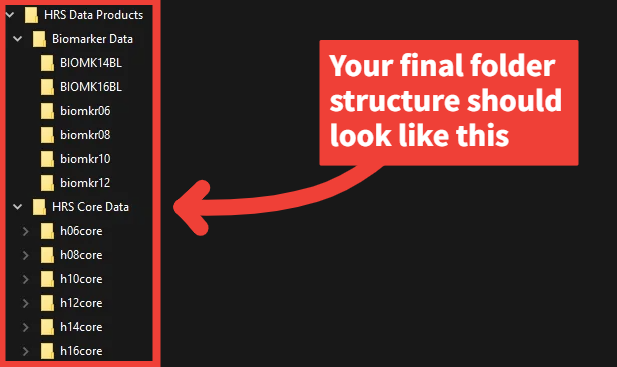 HRS Data Products
Biomarker Data
BIOMK14BL
BIOMK16BL
biomkr06
biomkr08
biomkr10
biomkr12
HRS Core Data
h06core
h08core
h10core
h12core
h14core
h16core
Your final folder
structure should
look like this